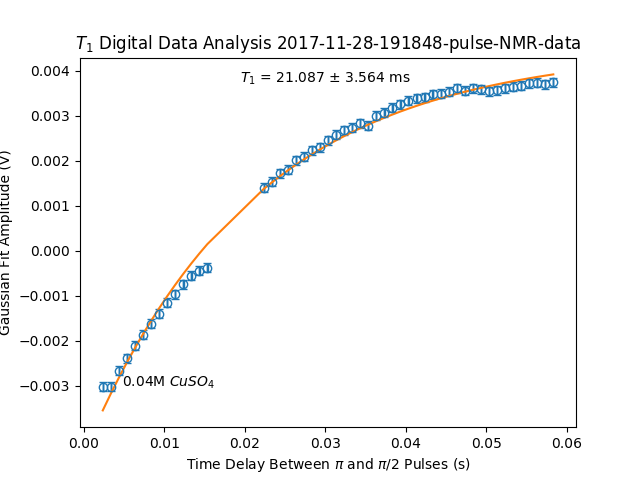 T₁ Digital Data Analysis 2017-11-28-191848-pulse-NMR-data
T₁ = 21.087 ± 3.564 ms
0.004
0.003
0.002
0.001
0.000
−0.001
−0.002
−0.003
Gaussian Fit Amplitude (V)
0.04M CuSO₄
0.00 0.01 0.02 0.03 0.04 0.05 0.06
Time Delay Between π and π/2 Pulses (s)